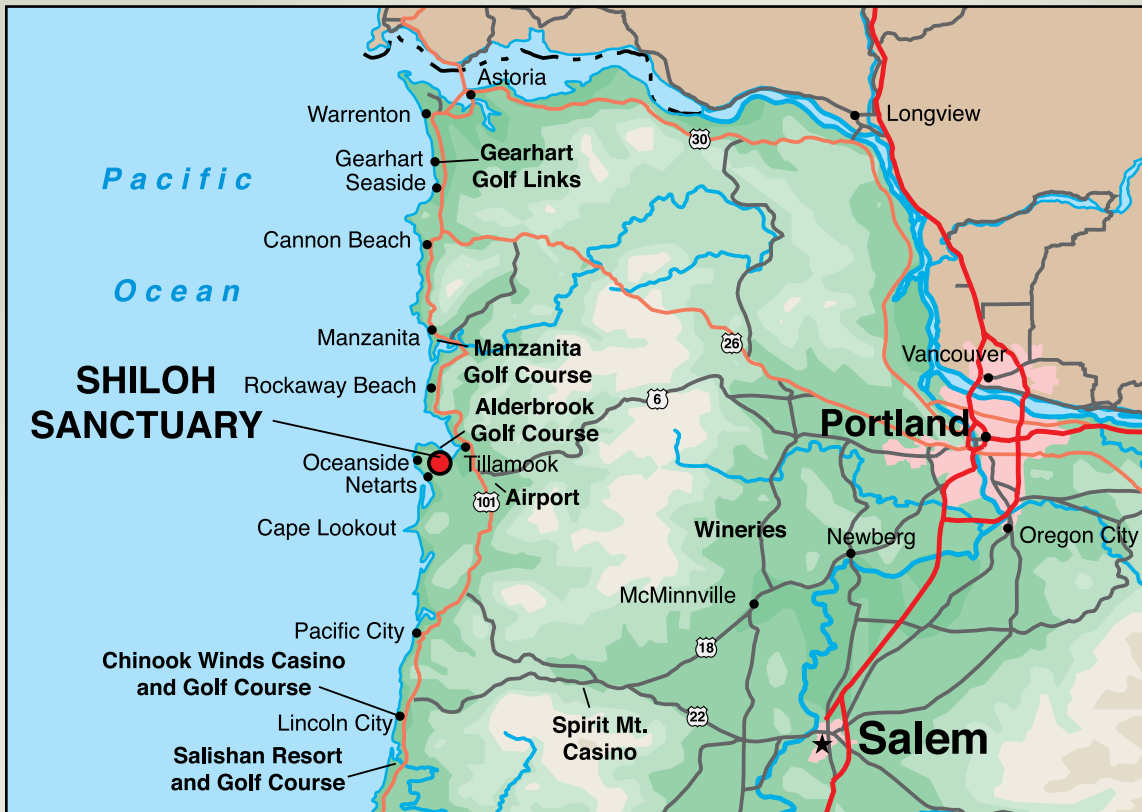 Astoria
Warrenton
Longview
30
Gearhart
Gearhart
Golf Links
Seaside
Pacific
Ocean
Cannon Beach
Manzanita
Manzanita
Golf Course
26
Vancouver
SHILOH
SANCTUARY
Rockaway Beach
6
Alderbrook
Golf Course
Portland
Oceanside
Tillamook
Netarts
101
Airport
Cape Lookout
Wineries
Newberg
Oregon City
McMinnville
Pacific City
18
Chinook Winds Casino
and Golf Course
Lincoln City
22
Spirit Mt.
Casino
Salem
Salishan Resort
and Golf Course